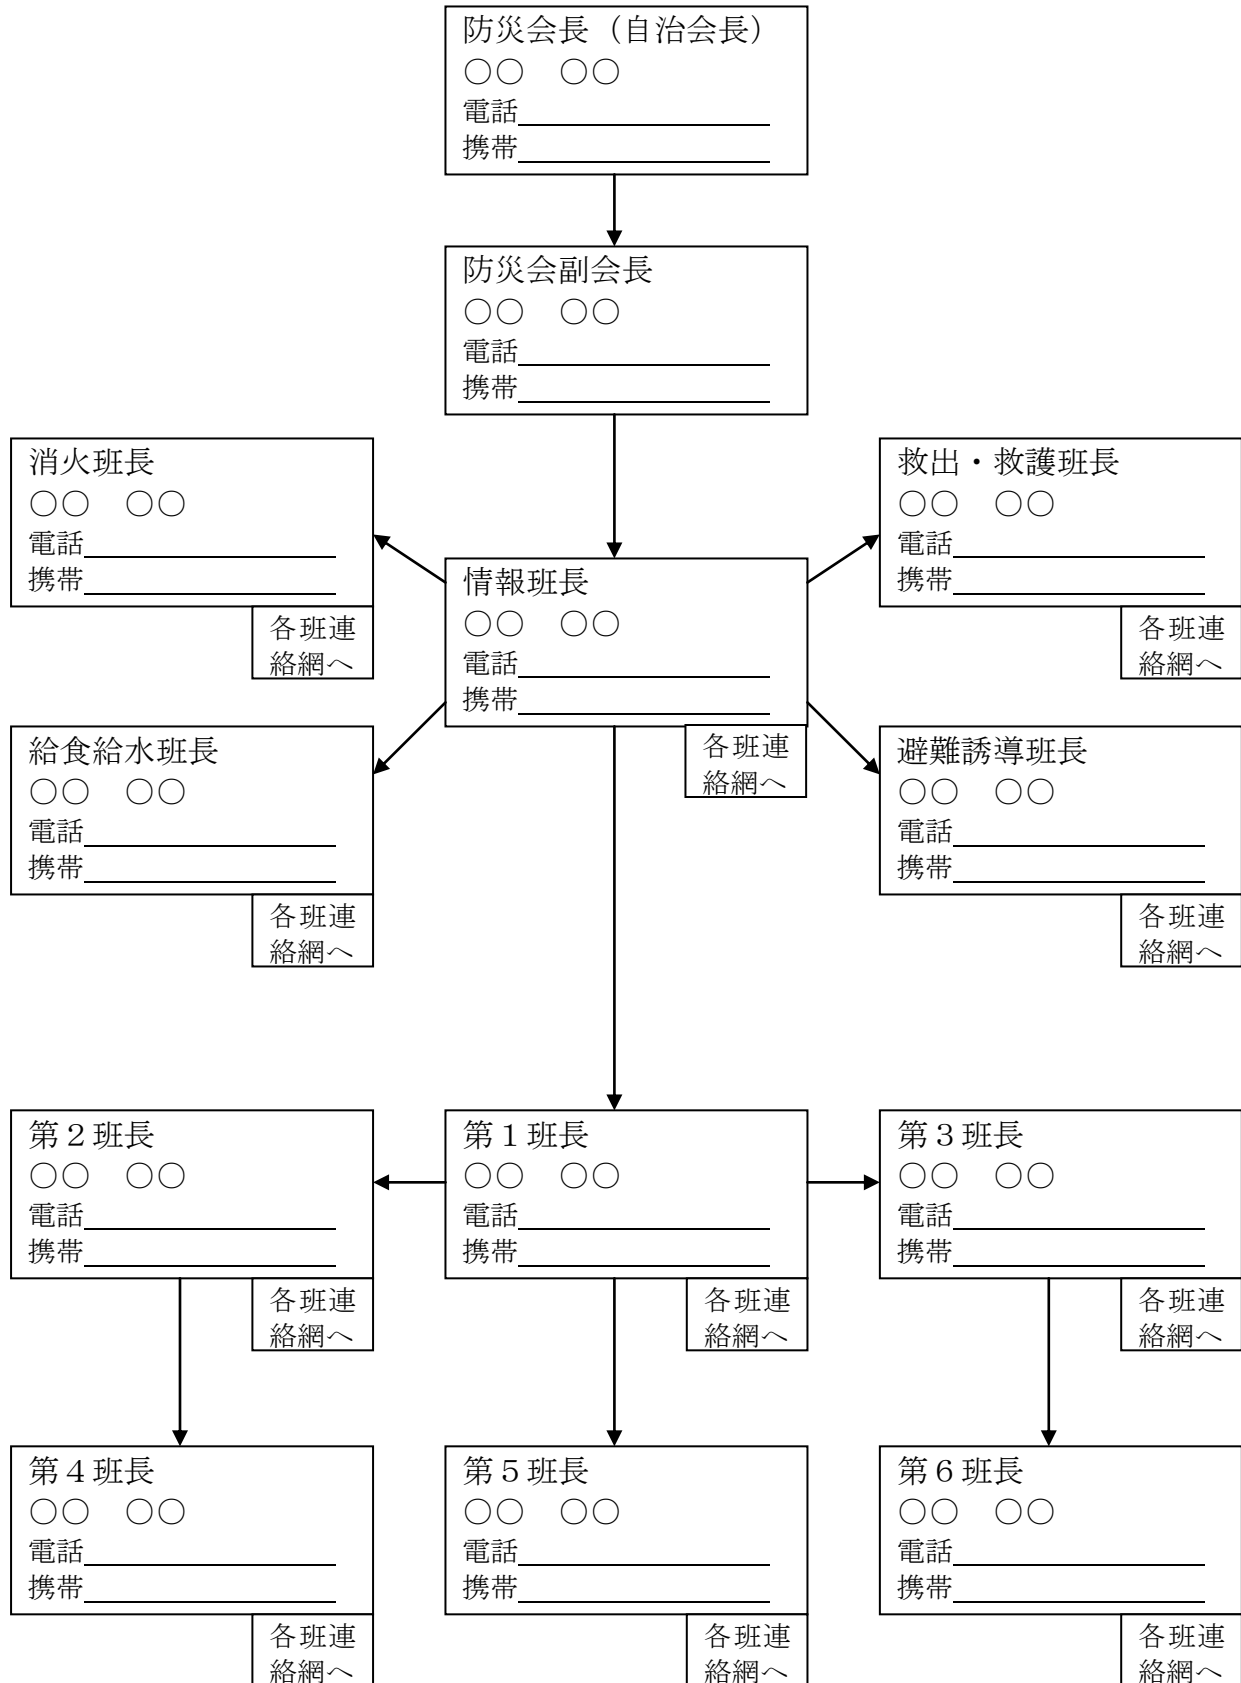 防災会長（自治会長）
○○　○○
電話
携帯
防災会副会長
○○　○○
電話
携帯
消火班長
○○　○○
電話
携帯
各班連
絡網へ
救出・救護班長
○○　○○
電話
携帯
各班連
絡網へ
情報班長
○○　○○
電話
携帯
各班連
絡網へ
給食給水班長
○○　○○
電話
携帯
各班連
絡網へ
避難誘導班長
○○　○○
電話
携帯
各班連
絡網へ
第２班長
○○　○○
電話
携帯
各班連
絡網へ
第１班長
○○　○○
電話
携帯
各班連
絡網へ
第３班長
○○　○○
電話
携帯
各班連
絡網へ
第４班長
○○　○○
電話
携帯
各班連
絡網へ
第５班長
○○　○○
電話
携帯
各班連
絡網へ
第６班長
○○　○○
電話
携帯
各班連
絡網へ